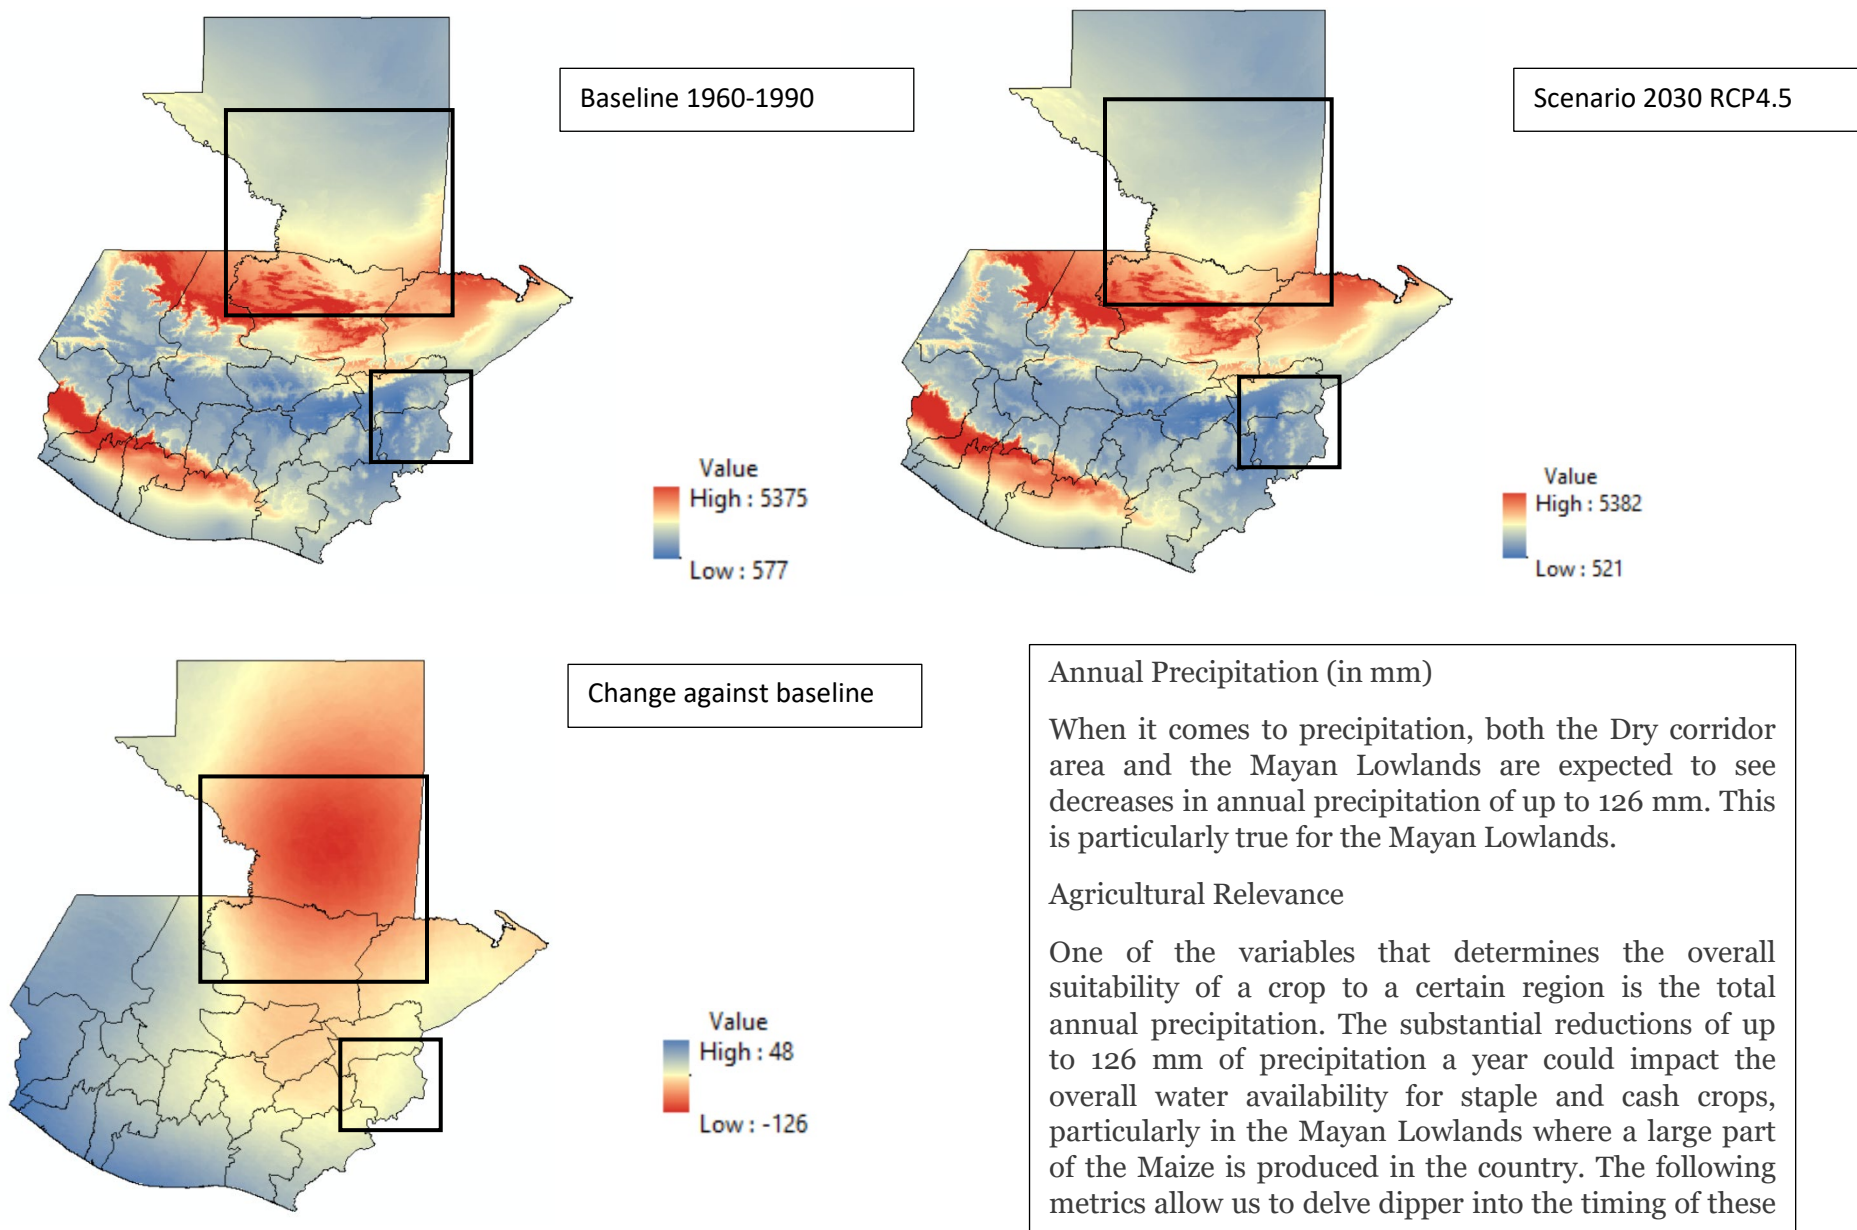 Baseline 1960-1990
Scenario 2030 RCP4.5
Value
High : 5375
Low : 577
Value
High : 5382
Low : 521
Change against baseline
Value
High : 48
Low : -126
Annual Precipitation (in mm)
When it comes to precipitation, both the Dry corridor
area and the Mayan Lowlands are expected to see
decreases in annual precipitation of up to 126 mm. This
is particularly true for the Mayan Lowlands.
Agricultural Relevance
One of the variables that determines the overall
suitability of a crop to a certain region is the total
annual precipitation. The substantial reductions of up
to 126 mm of precipitation a year could impact the
overall water availability for staple and cash crops,
particularly in the Mayan Lowlands where a large part
of the Maize is produced in the country. The following
metrics allow us to delve dipper into the timing of these